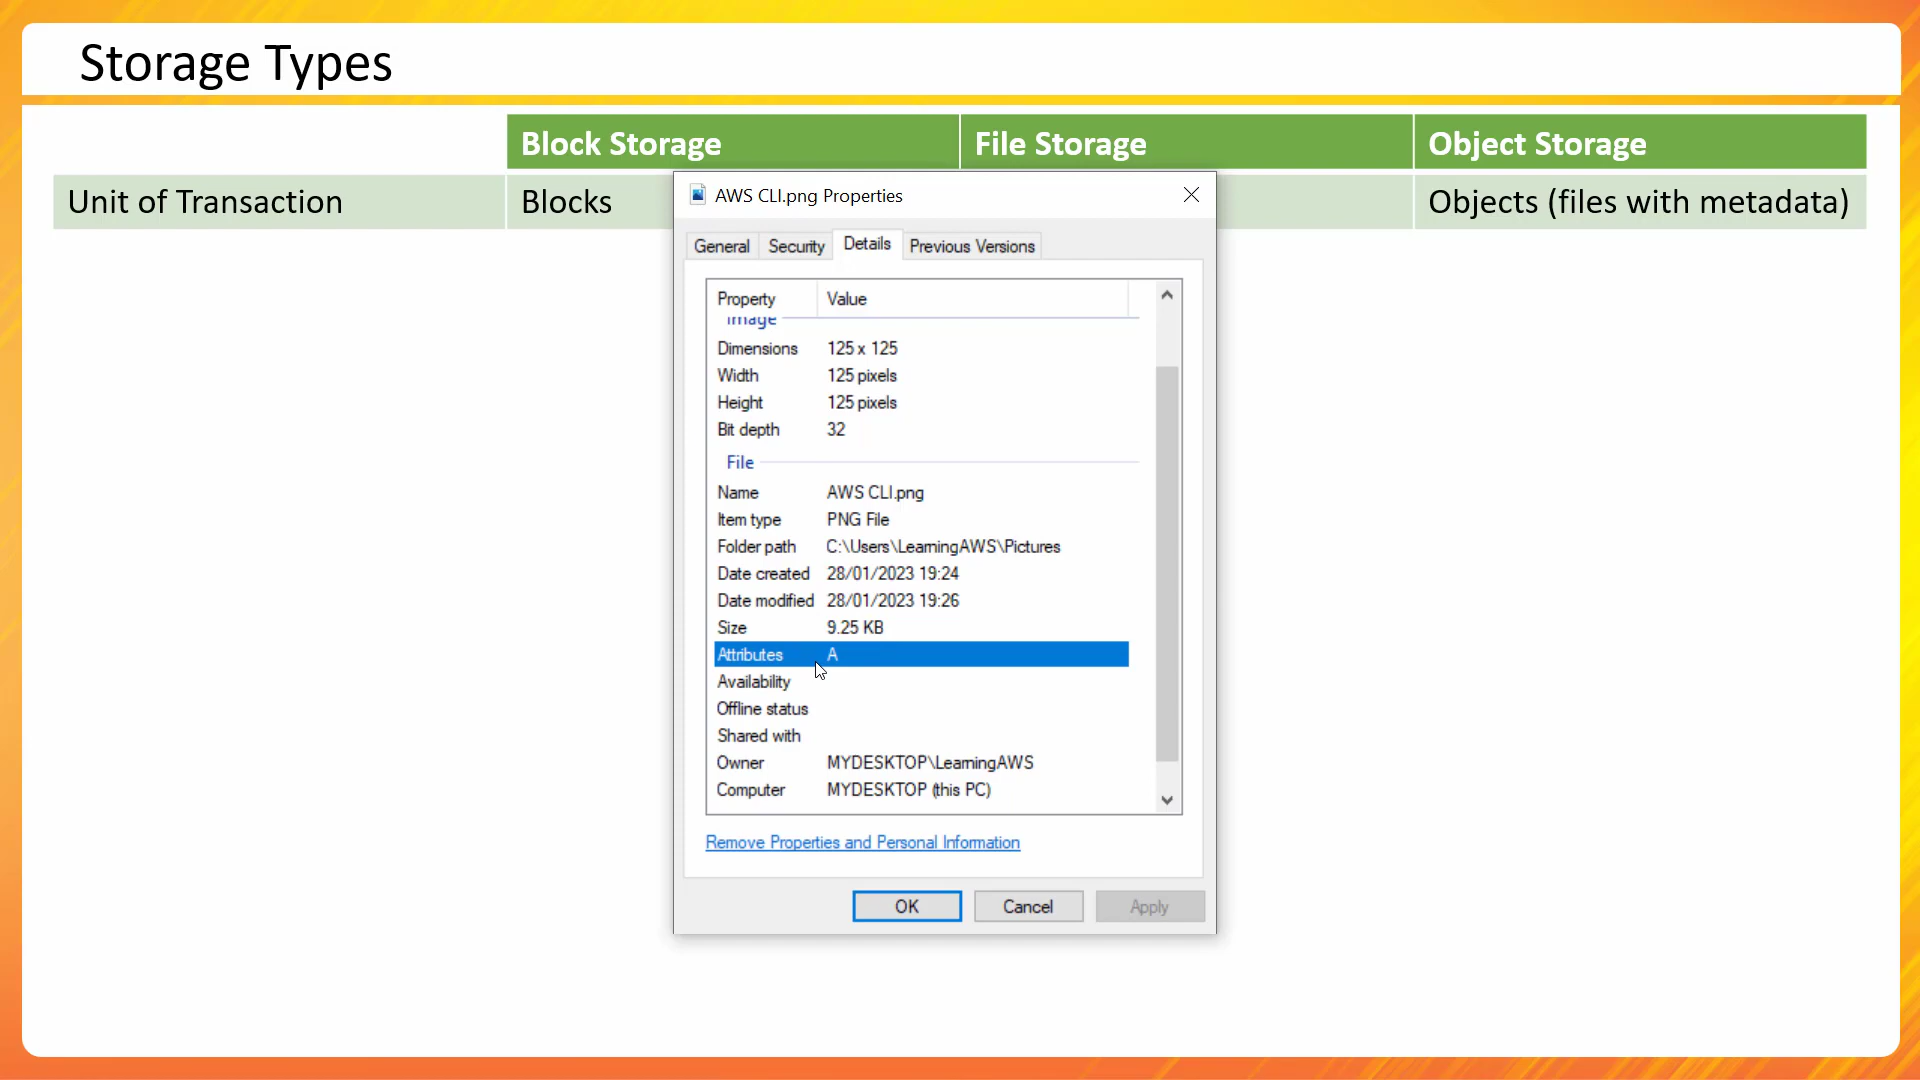 Storage Types
Block Storage File Storage Object Storage
Unit of Transaction Blocks Objects (files with metadata)
AWS CLI.png Properties
General Security Details Previous Versions
Property Value
Image
Dimensions 125 x 125
Width 125 pixels
Height 125 pixels
Bit depth 32
File
Name AWS CLI.png
Item type PNG File
Folder path C:\Users\LearningAWS\Pictures
Date created 28/01/2023 19:24
Date modified 28/01/2023 19:26
Size 9.25 KB
Attributes A
Availability
Offline status
Shared with
Owner MYDESKTOP\LearningAWS
Computer MYDESKTOP (this PC)
Remove Properties and Personal Information
OK Cancel Apply